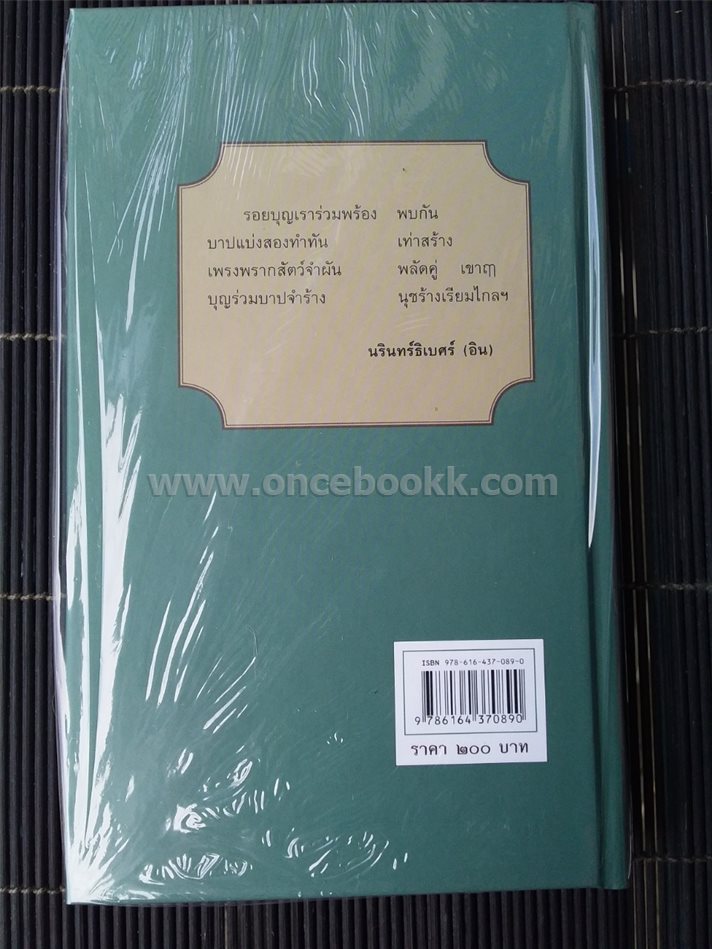 รอยบุญเราร่วมพร้อง พบกัน
บาปแบ่งสองทำทัน เท่าสร้าง
เพรงพรากสัตว์จำผัน พลัดคู่ เขาฤๅ
บุญร่วมบาปจำร้าง นุชร้างเรียมไกลฯ
นรินทร์ธิเบศร์ (อิน)
www.oncebookk.com
ISBN 978-616-437-089-0
9 786164 370890
ราคา ๒๐๐ บาท